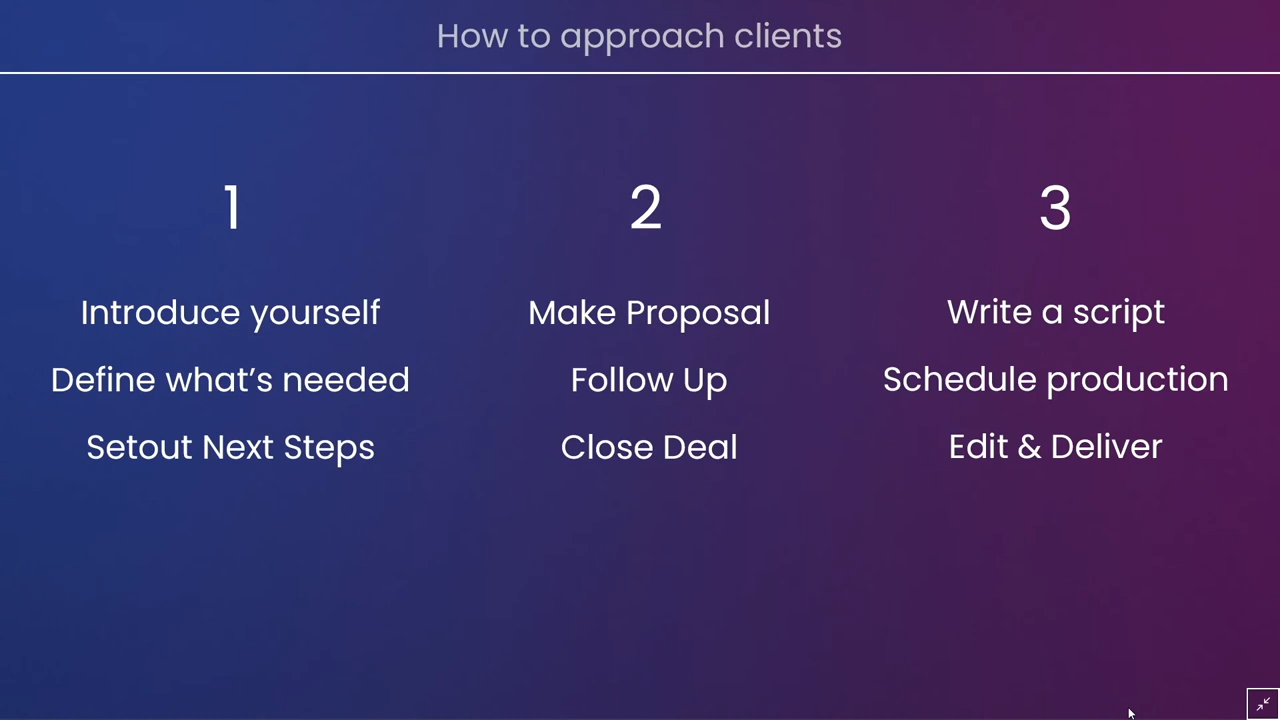 How to approach clients
1
Introduce yourself
Define what’s needed
Setout Next Steps
2
Make Proposal
Follow Up
Close Deal
3
Write a script
Schedule production
Edit & Deliver